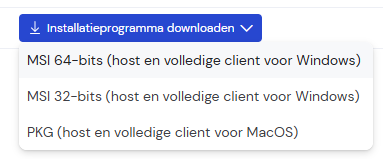 Installatieprogramma downloaden
MSI 64-bits (host en volledige client voor Windows)
MSI 32-bits (host en volledige client voor Windows)
PKG (host en volledige client voor MacOS)